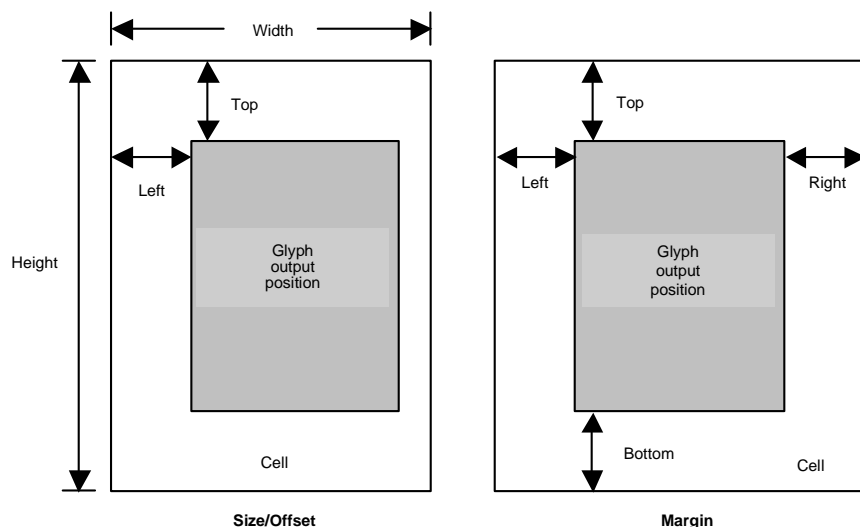 Width
Top
Left
Height
Glyph
output
position
Cell
Size/Offset
Top
Left
Right
Glyph
output
position
Bottom
Cell
Margin